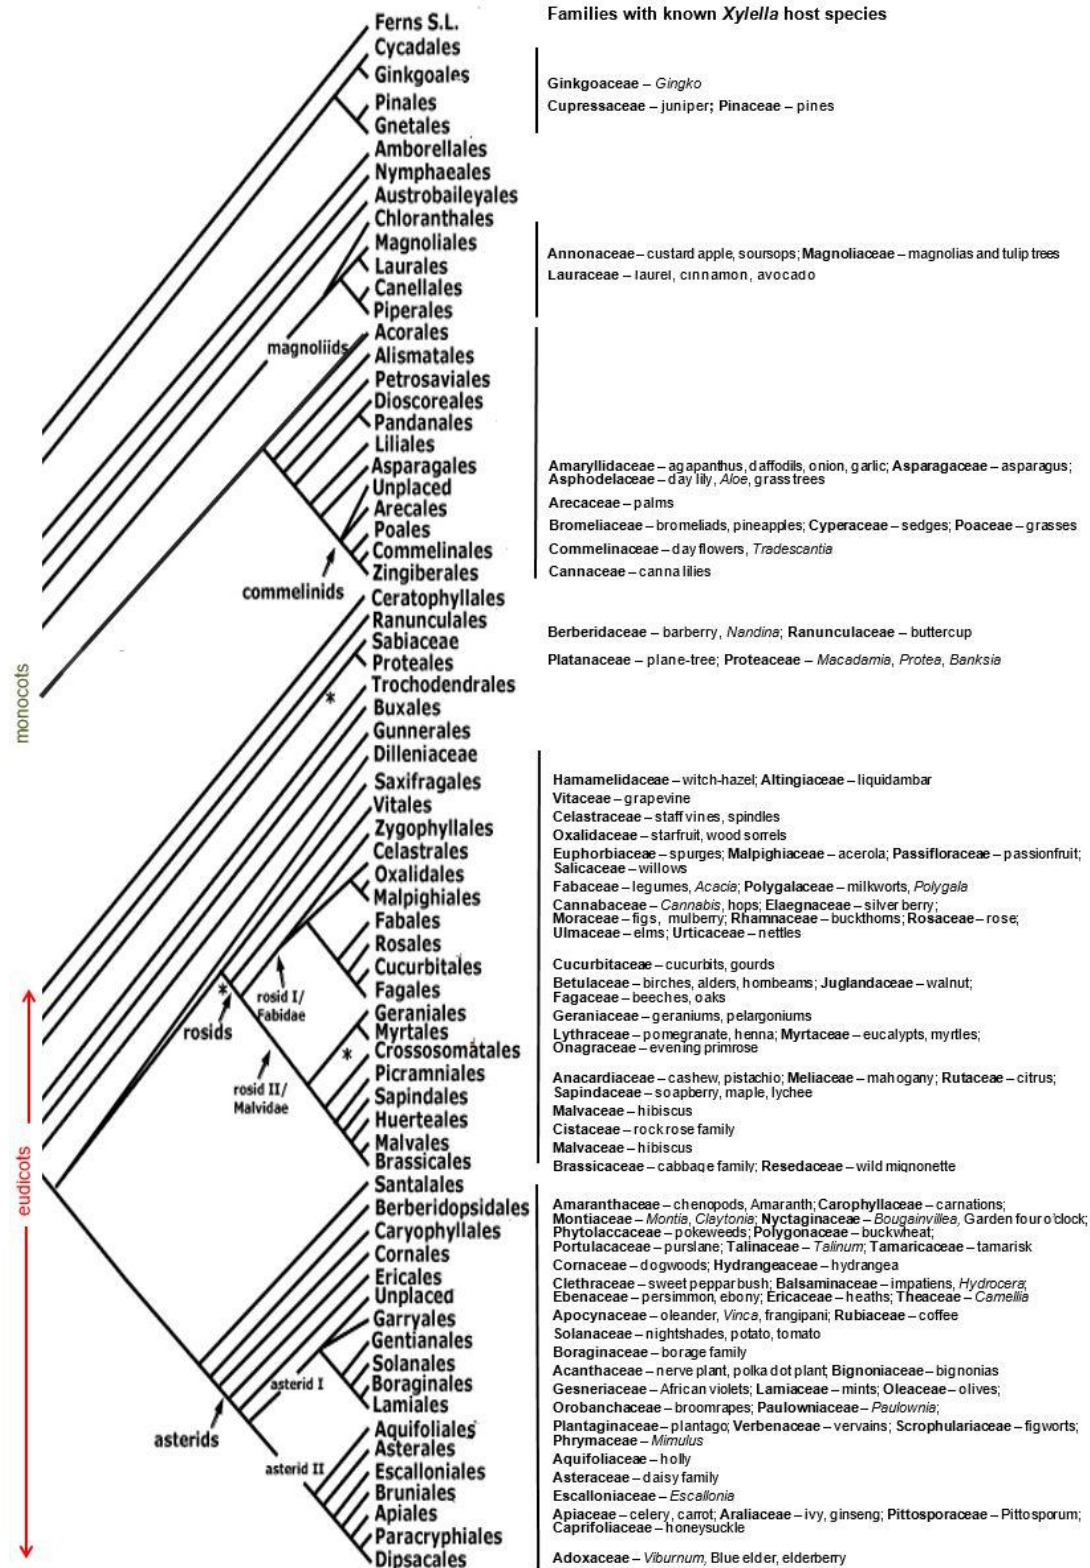 Families with known Xylella host species
Ferns S.L.
Cycadales
Ginkgoales
Pinales
Gnetales
Amborellales
Nymphaeales
Austrobaileyales
Chloranthales
Magnoliales
Laurales
Canellales
Piperales
Acorales
Alismatales
Petrosaviales
Dioscoreales
Pandanales
Liliales
Asparagales
Unplaced
Arecales
Poales
Commelinales
Zingiberales
Ceratophyllales
Ranunculales
Sabiaceae
Proteales
Trochodendrales
Buxales
Gunnerales
Dilleniaceae
Saxifragales
Vitales
Zygophyllales
Celastrales
Oxalidales
Malpighiales
Fabales
Rosales
Cucurbitales
Fagales
Geraniales
Myrtales
Crossosomatales
Picramniales
Sapindales
Huerteales
Malvales
Brassicales
Santalales
Berberidopsidales
Caryophyllales
Cornales
Ericales
Unplaced
Garryales
Gentianales
Solanales
Boraginales
Lamiales
Aquifoliales
Asterales
Escalloniales
Bruniales
Apiales
Paracryphiales
Dipsacales
magnoliids
commelinids
monocots
*
*
rosids
rosid I/
Fabidae
*
rosid II/
Malvidae
eudicots
asterid I
asterids
asterid II
Ginkgoaceae – Gingko
Cupressaceae – juniper; Pinaceae – pines
Annonaceae – custard apple, soursops; Magnoliaceae – magnolias and tulip trees
Lauraceae – laurel, cinnamon, avocado
Amaryllidaceae – agapanthus, daffodils, onion, garlic; Asparagaceae – asparagus;
Asphodelaceae – day lily, Aloe, grass trees
Arecaceae – palms
Bromeliaceae – bromeliads, pineapples; Cyperaceae – sedges; Poaceae – grasses
Commelinaceae – day flowers, Tradescantia
Cannaceae – canna lilies
Berberidaceae – barberry, Nandina; Ranunculaceae – buttercup
Platanaceae – plane-tree; Proteaceae – Macadamia, Protea, Banksia
Hamamelidaceae – witch-hazel; Altingiaceae – liquidambar
Vitaceae – grapevine
Celastraceae – staff vines, spindles
Oxalidaceae – starfruit, wood sorrels
Euphorbiaceae – spurges; Malpighiaceae – acerola; Passifloraceae – passionfruit;
Salicaceae – willows
Fabaceae – legumes, Acacia; Polygalaceae – milkworts, Polygala
Cannabaceae – Cannabis, hops; Elaegnaceae – silver berry;
Moraceae – figs, mulberry; Rhamnaceae – buckthorns; Rosaceae – rose;
Ulmaceae – elms; Urticaceae – nettles
Cucurbitaceae – cucurbits, gourds
Betulaceae – birches, alders, hornbeams; Juglandaceae – walnut;
Fagaceae – beeches, oaks
Geraniaceae – geraniums, pelargoniums
Lythraceae – pomegranate, henna; Myrtaceae – eucalypts, myrtles;
Onagraceae – evening primrose
Anacardiaceae – cashew, pistachio; Meliaceae – mahogany; Rutaceae – citrus;
Sapindaceae – soapberry, maple, lychee
Malvaceae – hibiscus
Cistaceae – rock rose family
Malvaceae – hibiscus
Brassicaceae – cabbage family; Resedaceae – wild mignonette
Amaranthaceae – chenopods, Amaranth; Carophyllaceae – carnations;
Montiaceae – Montia, Claytonia; Nyctaginaceae – Bougainvillea, Garden four o'clock;
Phytolaccaceae – pokeweeds; Polygonaceae – buckwheat;
Portulacaceae – purslane; Talinaceae – Talinum; Tamaricaceae – tamarisk
Cornaceae – dogwoods; Hydrangeaceae – hydrangea
Clethraceae – sweet peppar bush; Balsaminaceae – impatiens, Hydrocera;
Ebenaceae – persimmon, ebony; Ericaceae – heaths; Theaceae – Camellia
Apocynaceae – oleander, Vinca, frangipani; Rubiaceae – coffee
Solanaceae – nightshades, potato, tomato
Boraginaceae – borage family
Acanthaceae – nerve plant, polka dot plant; Bignoniaceae – bignonias
Gesneriaceae – African violets; Lamiaceae – mints; Oleaceae – olives;
Orobanchaceae – broomrapes; Paulowniaceae – Paulownia;
Plantaginaceae – plantago; Verbenaceae – vervains; Scrophulariaceae – figworts;
Phrymaceae – Mimulus
Aquifoliaceae – holly
Asteraceae – daisy family
Escalloniaceae – Escallonia
Apiaceae – celery, carrot; Araliaceae – ivy, ginseng; Pittosporaceae – Pittosporum;
Caprifoliaceae – honeysuckle
Adoxaceae – Viburnum, Blue elder, elderberry